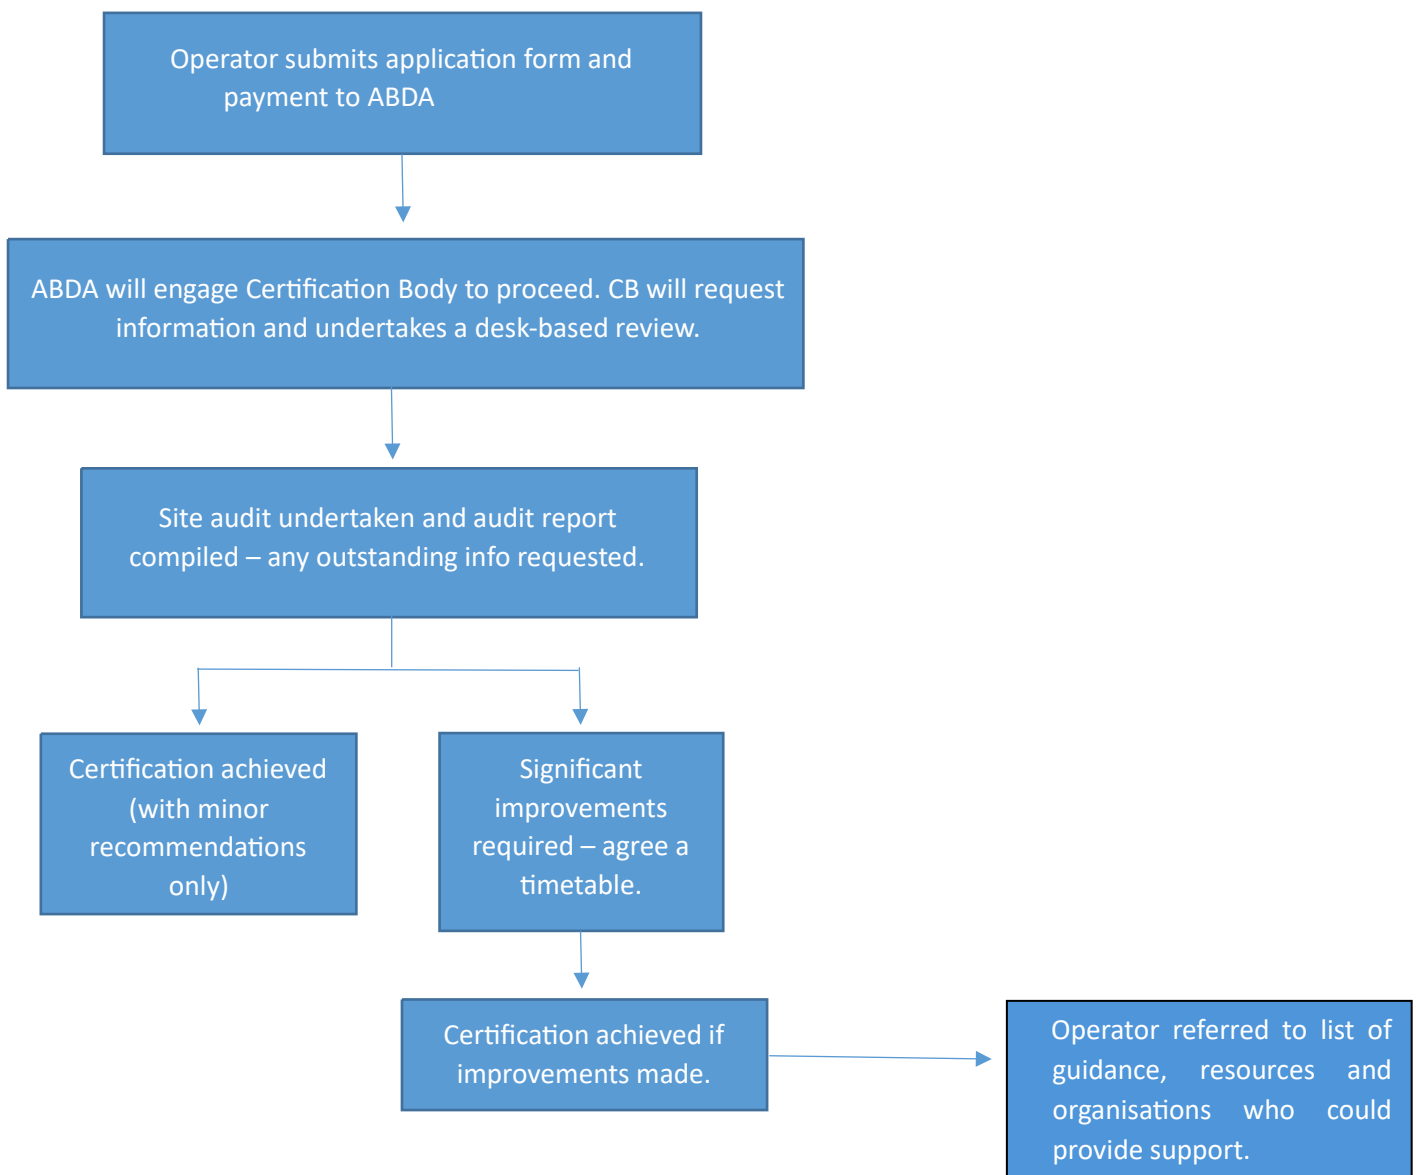 Operator submits application form and
payment to ABDA
ABDA will engage Certification Body to proceed. CB will request
information and undertakes a desk-based review.
Site audit undertaken and audit report
compiled – any outstanding info requested.
Certification achieved
(with minor
recommendations
only)
Significant
improvements
required – agree a
timetable.
Certification achieved if
improvements made.
Operator referred to list of
guidance, resources and
organisations who could
provide support.